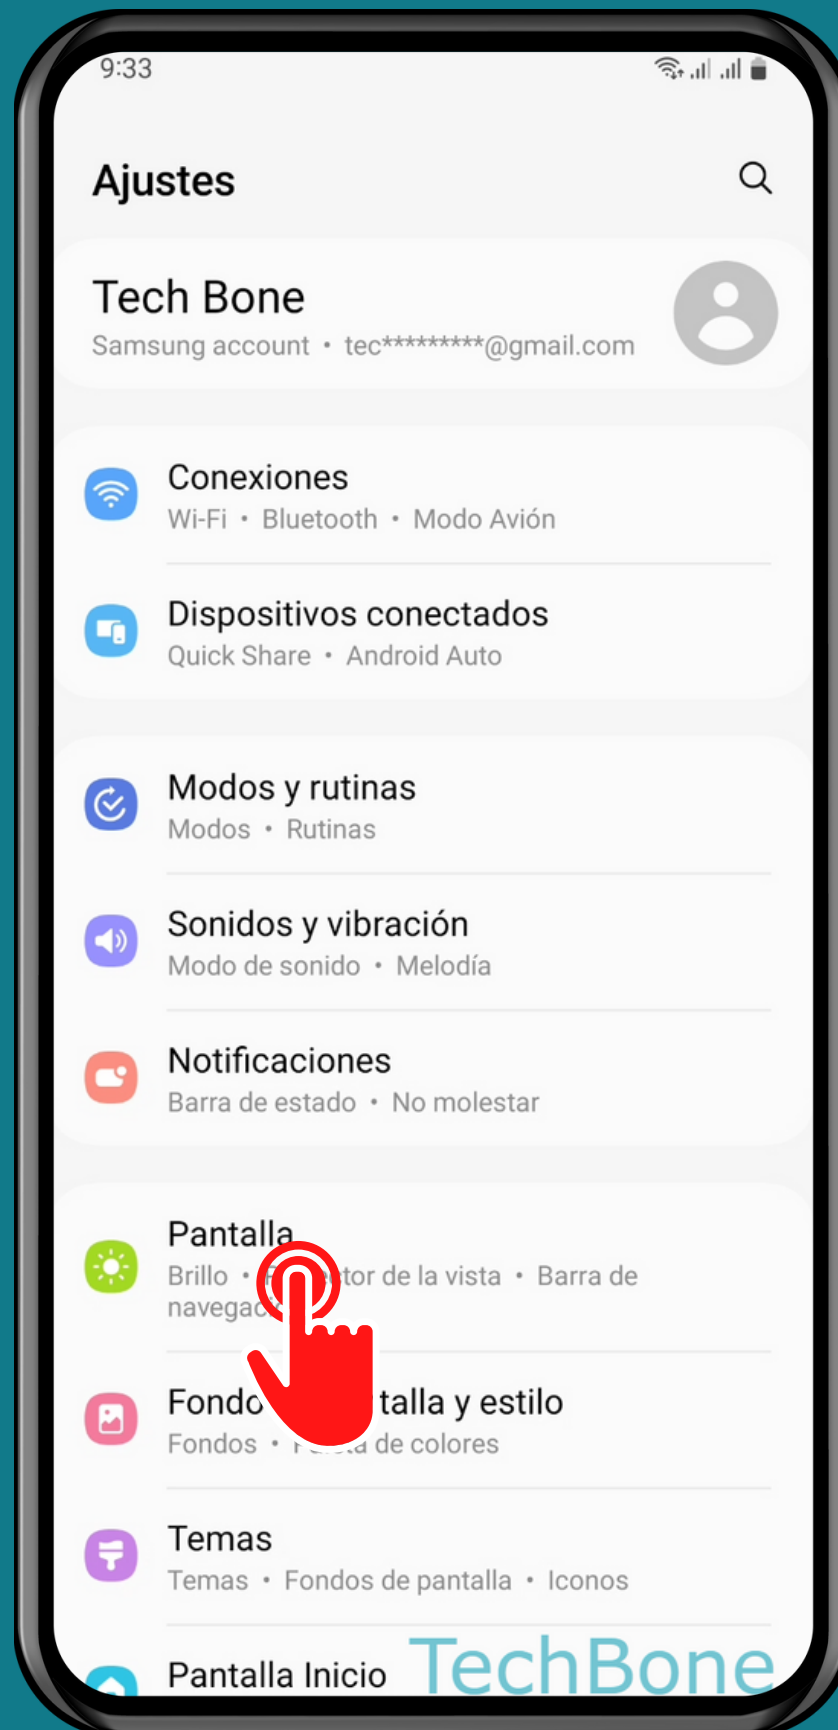 9:33
Ajustes
Tech Bone
Samsung account • tec*********@gmail.com
Conexiones
Wi-Fi • Bluetooth • Modo Avión
Dispositivos conectados
Quick Share • Android Auto
Modos y rutinas
Modos • Rutinas
Sonidos y vibración
Modo de sonido • Melodía
Notificaciones
Barra de estado • No molestar
Pantalla
Brillo • de la vista • Barra de
Fondo y estilo
Fondos • de colores
Temas
Temas • Fondos de pantalla • Iconos
Pantalla Inicio
TechBone